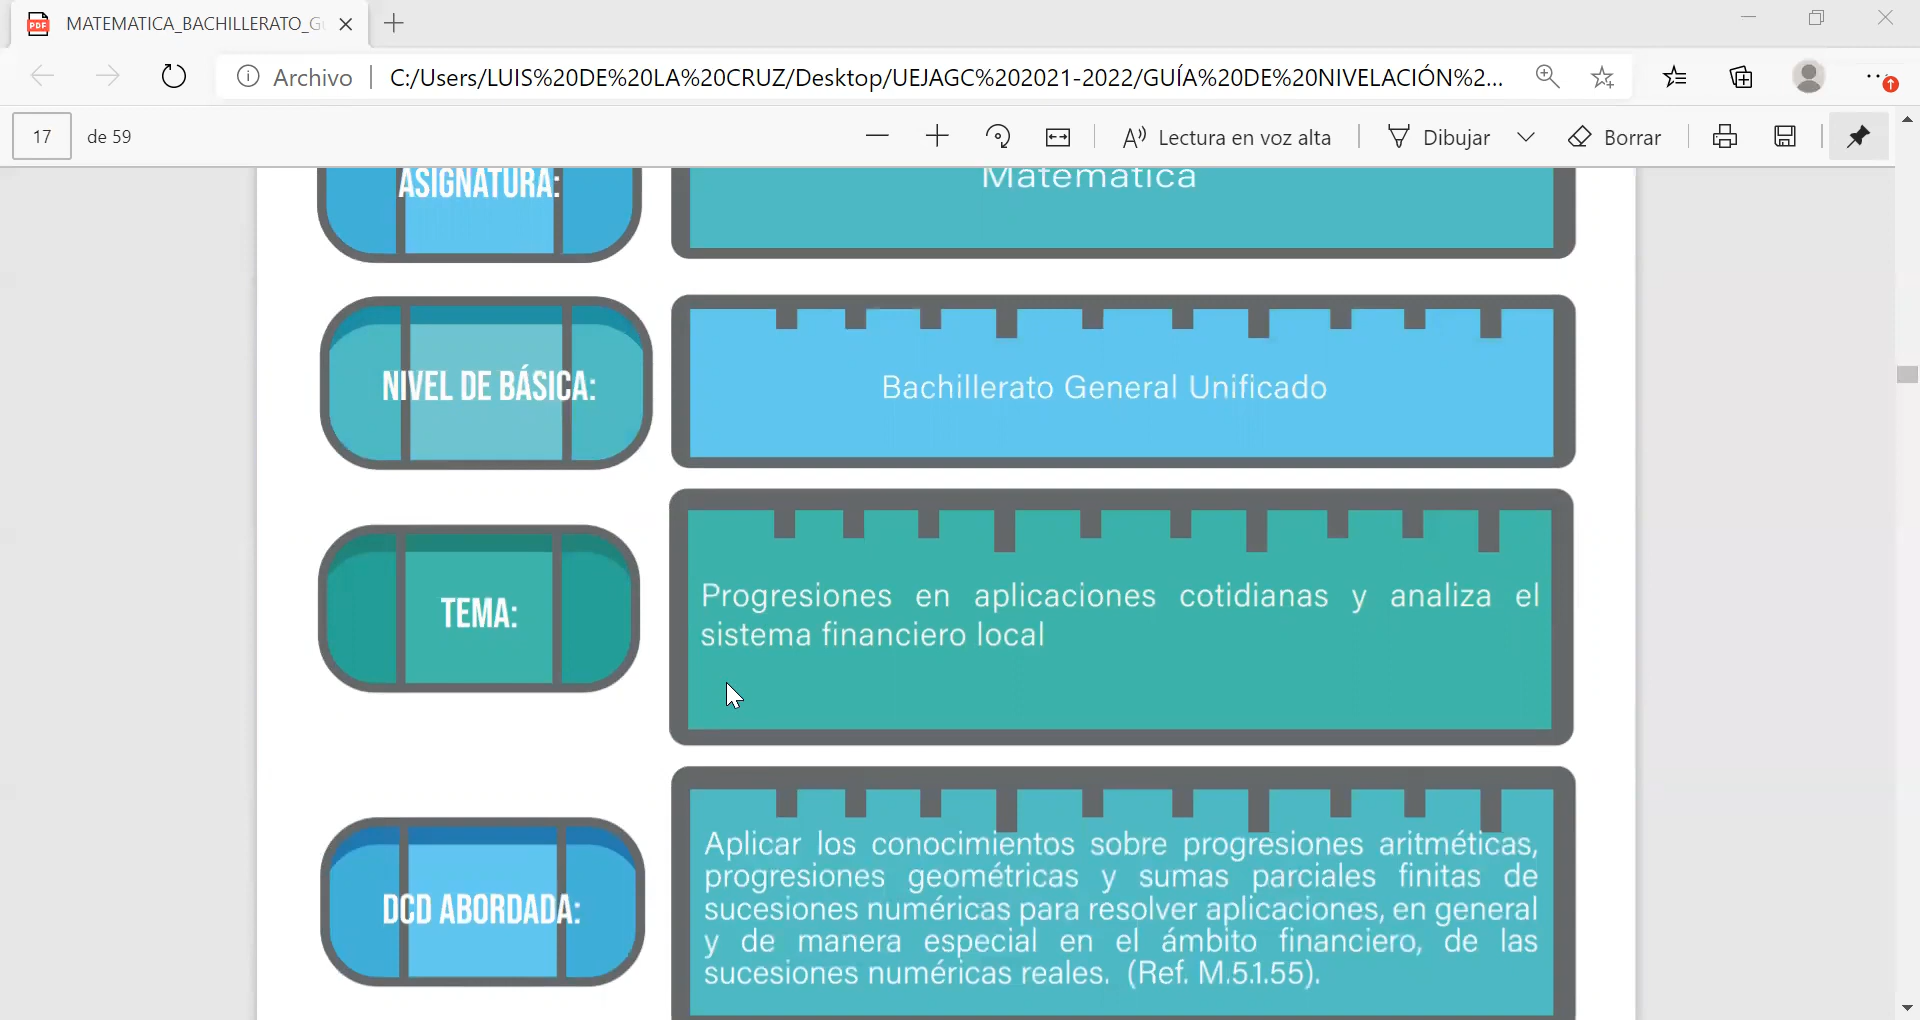 MATEMATICA_BACHILLERATO_G
Archivo
C:/Users/LUIS%20DE%20LA%20CRUZ/Desktop/UEJAGC%202021-2022/GUÍA%20DE%20NIVELACIÓN%2...
17 de 59
Lectura en voz alta
Dibujar
Borrar
ASIGNATURA:
Matemática
NIVEL DE BÁSICA:
Bachillerato General Unificado
TEMA:
Progresiones en aplicaciones cotidianas y analiza el
sistema financiero local
DCD ABORDADA:
Aplicar los conocimientos sobre progresiones aritméticas,
progresiones geométricas y sumas parciales finitas de
sucesiones numéricas para resolver aplicaciones, en general
y de manera especial en el ámbito financiero, de las
sucesiones numéricas reales. (Ref. M.5.1.55).